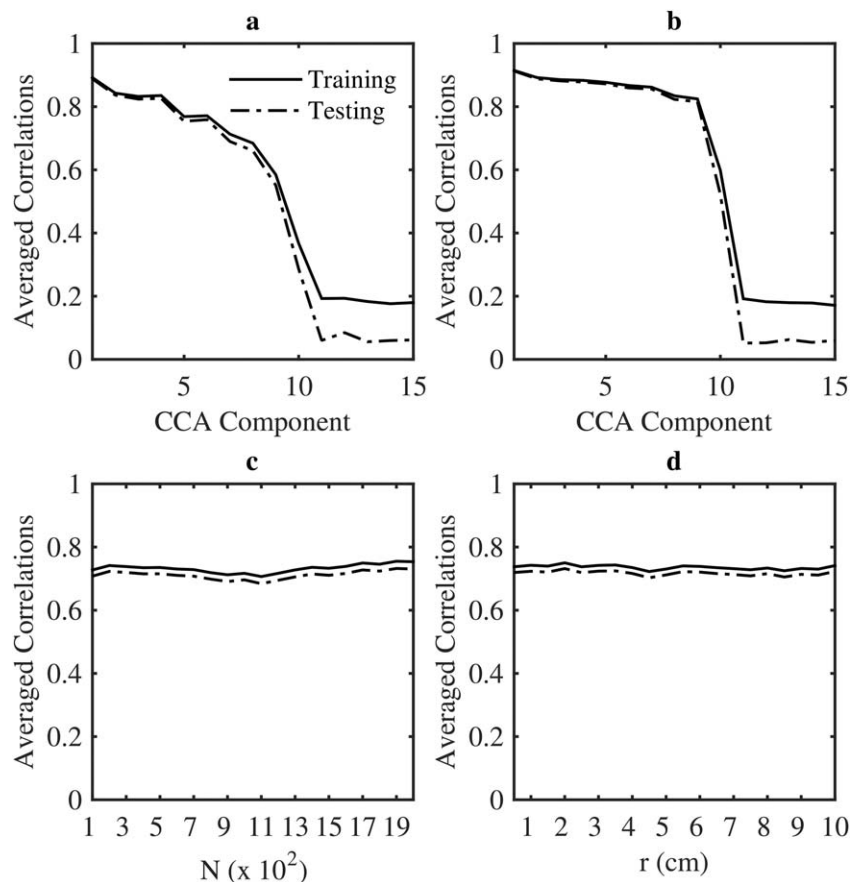 a
Averaged Correlations
1
0.8
0.6
0.4
0.2
0
5
10
15
CCA Component
Training
Testing
b
Averaged Correlations
1
0.8
0.6
0.4
0.2
0
5
10
15
CCA Component
c
Averaged Correlations
1
0.8
0.6
0.4
0.2
0
1 3 5 7 9 11 13 15 17 19
N (x 10²)
d
Averaged Correlations
1
0.8
0.6
0.4
0.2
0
1 2 3 4 5 6 7 8 9 10
r (cm)